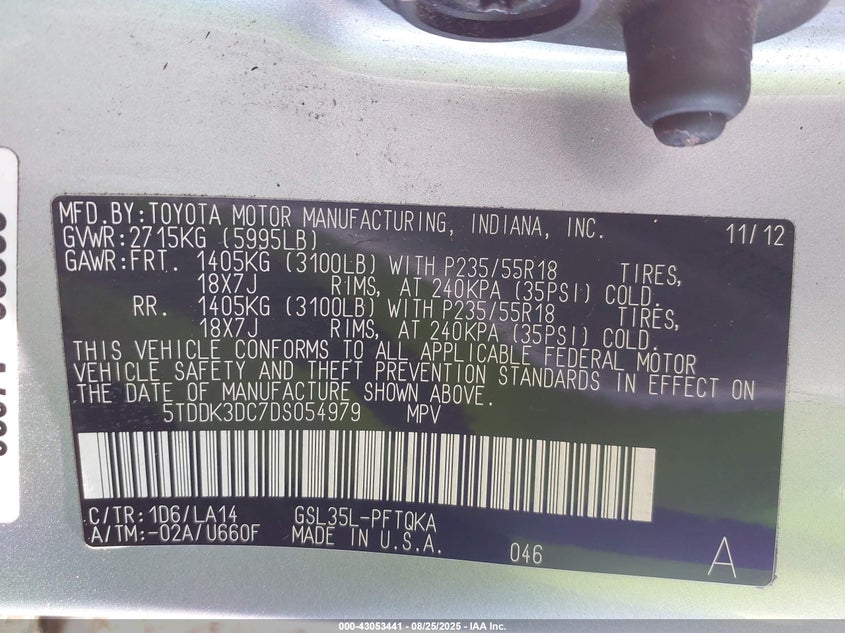 MFD.BY:TOYOTA MOTOR MANUFACTURING, INDIANA, INC. 11/12
GVWR:2715KG (5995LB)
GAWR:FRT. 1405KG (3100LB) WITH P235/55R18 TIRES,
18X7J RIMS, AT 240KPA (35PSI) COLD.
RR. 1405KG (3100LB) WITH P235/55R18 TIRES,
18X7J RIMS, AT 240KPA (35PSI) COLD.
THIS VEHICLE CONFORMS TO ALL APPLICABLE FEDERAL MOTOR
VEHICLE SAFETY AND THEFT PREVENTION STANDARDS IN EFFECT ON
THE DATE OF MANUFACTURE SHOWN ABOVE.
5TDDK3DC7DS054979 MPV
C/TR:1D6/LA14 GSL35L-PFTQKA
A/TM:-02A/U660F MADE IN U.S.A. 046 A
000-43053441 - 08/25/2025 - IAA Inc.